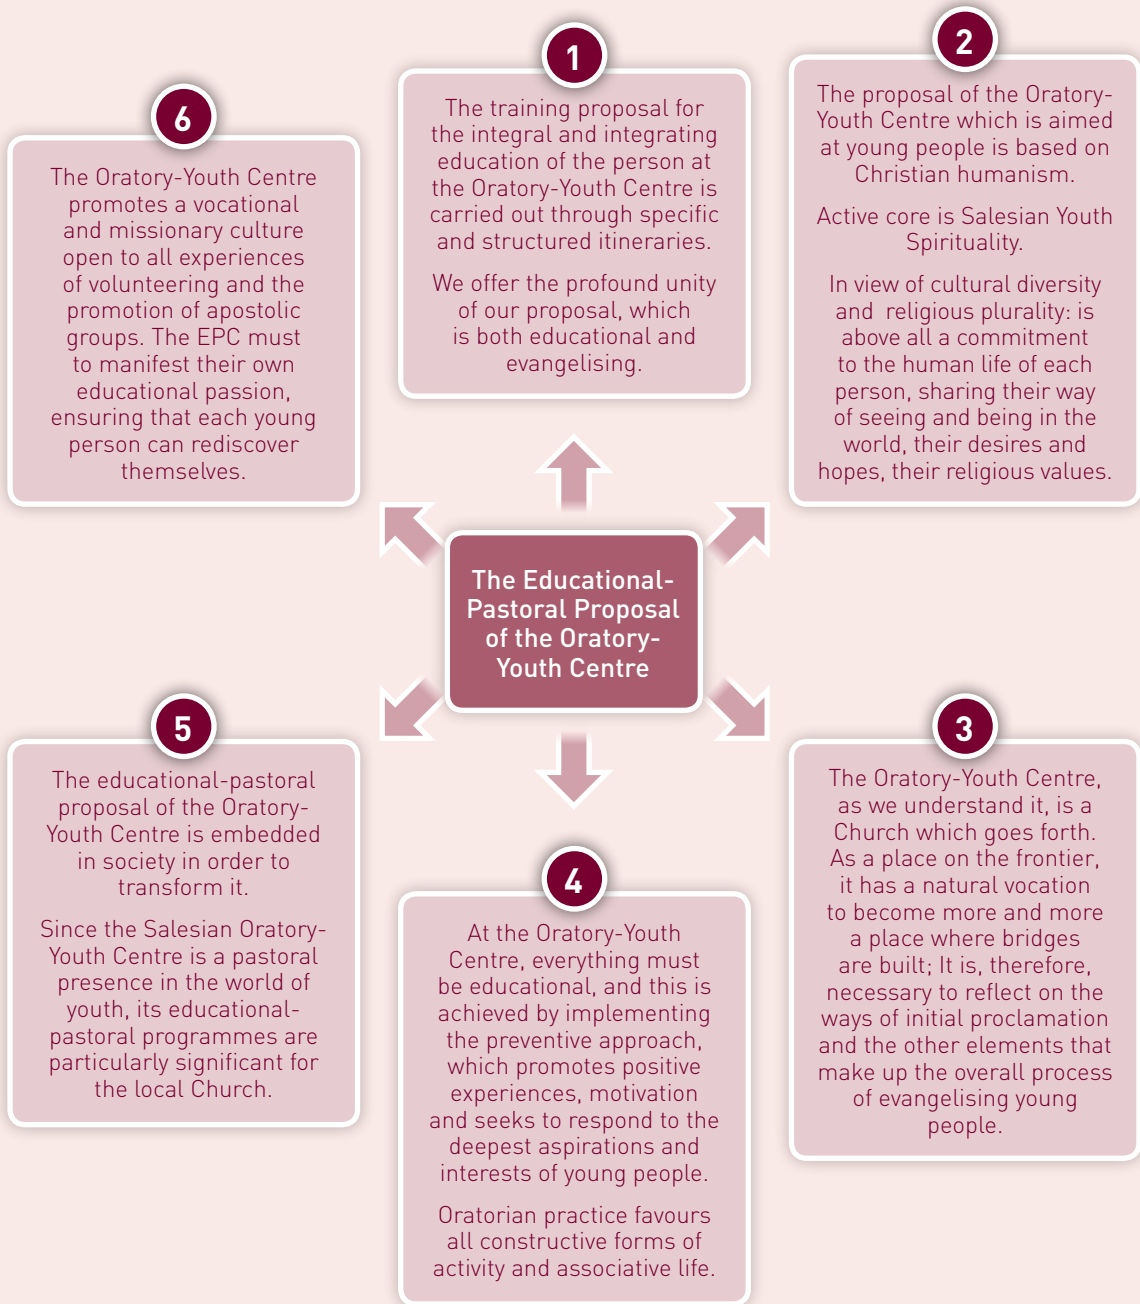 The Educational-
Pastoral Proposal
of the Oratory-
Youth Centre
1
The training proposal for
the integral and integrating
education of the person at
the Oratory-Youth Centre is
carried out through specific
and structured itineraries.
We offer the profound unity
of our proposal, which
is both educational and
evangelising.
2
The proposal of the Oratory-
Youth Centre which is aimed
at young people is based on
Christian humanism.
Active core is Salesian Youth
Spirituality.
In view of cultural diversity
and religious plurality: is
above all a commitment
to the human life of each
person, sharing their way
of seeing and being in the
world, their desires and
hopes, their religious values.
3
The Oratory-Youth Centre,
as we understand it, is a
Church which goes forth.
As a place on the frontier,
it has a natural vocation
to become more and more
a place where bridges
are built; It is, therefore,
necessary to reflect on the
ways of initial proclamation
and the other elements that
make up the overall process
of evangelising young
people.
4
At the Oratory-Youth
Centre, everything must
be educational, and this is
achieved by implementing
the preventive approach,
which promotes positive
experiences, motivation
and seeks to respond to the
deepest aspirations and
interests of young people.
Oratorian practice favours
all constructive forms of
activity and associative life.
5
The educational-pastoral
proposal of the Oratory-
Youth Centre is embedded
in society in order to
transform it.
Since the Salesian Oratory-
Youth Centre is a pastoral
presence in the world of
youth, its educational-
pastoral programmes are
particularly significant for
the local Church.
6
The Oratory-Youth Centre
promotes a vocational
and missionary culture
open to all experiences
of volunteering and the
promotion of apostolic
groups. The EPC must
to manifest their own
educational passion,
ensuring that each young
person can rediscover
themselves.